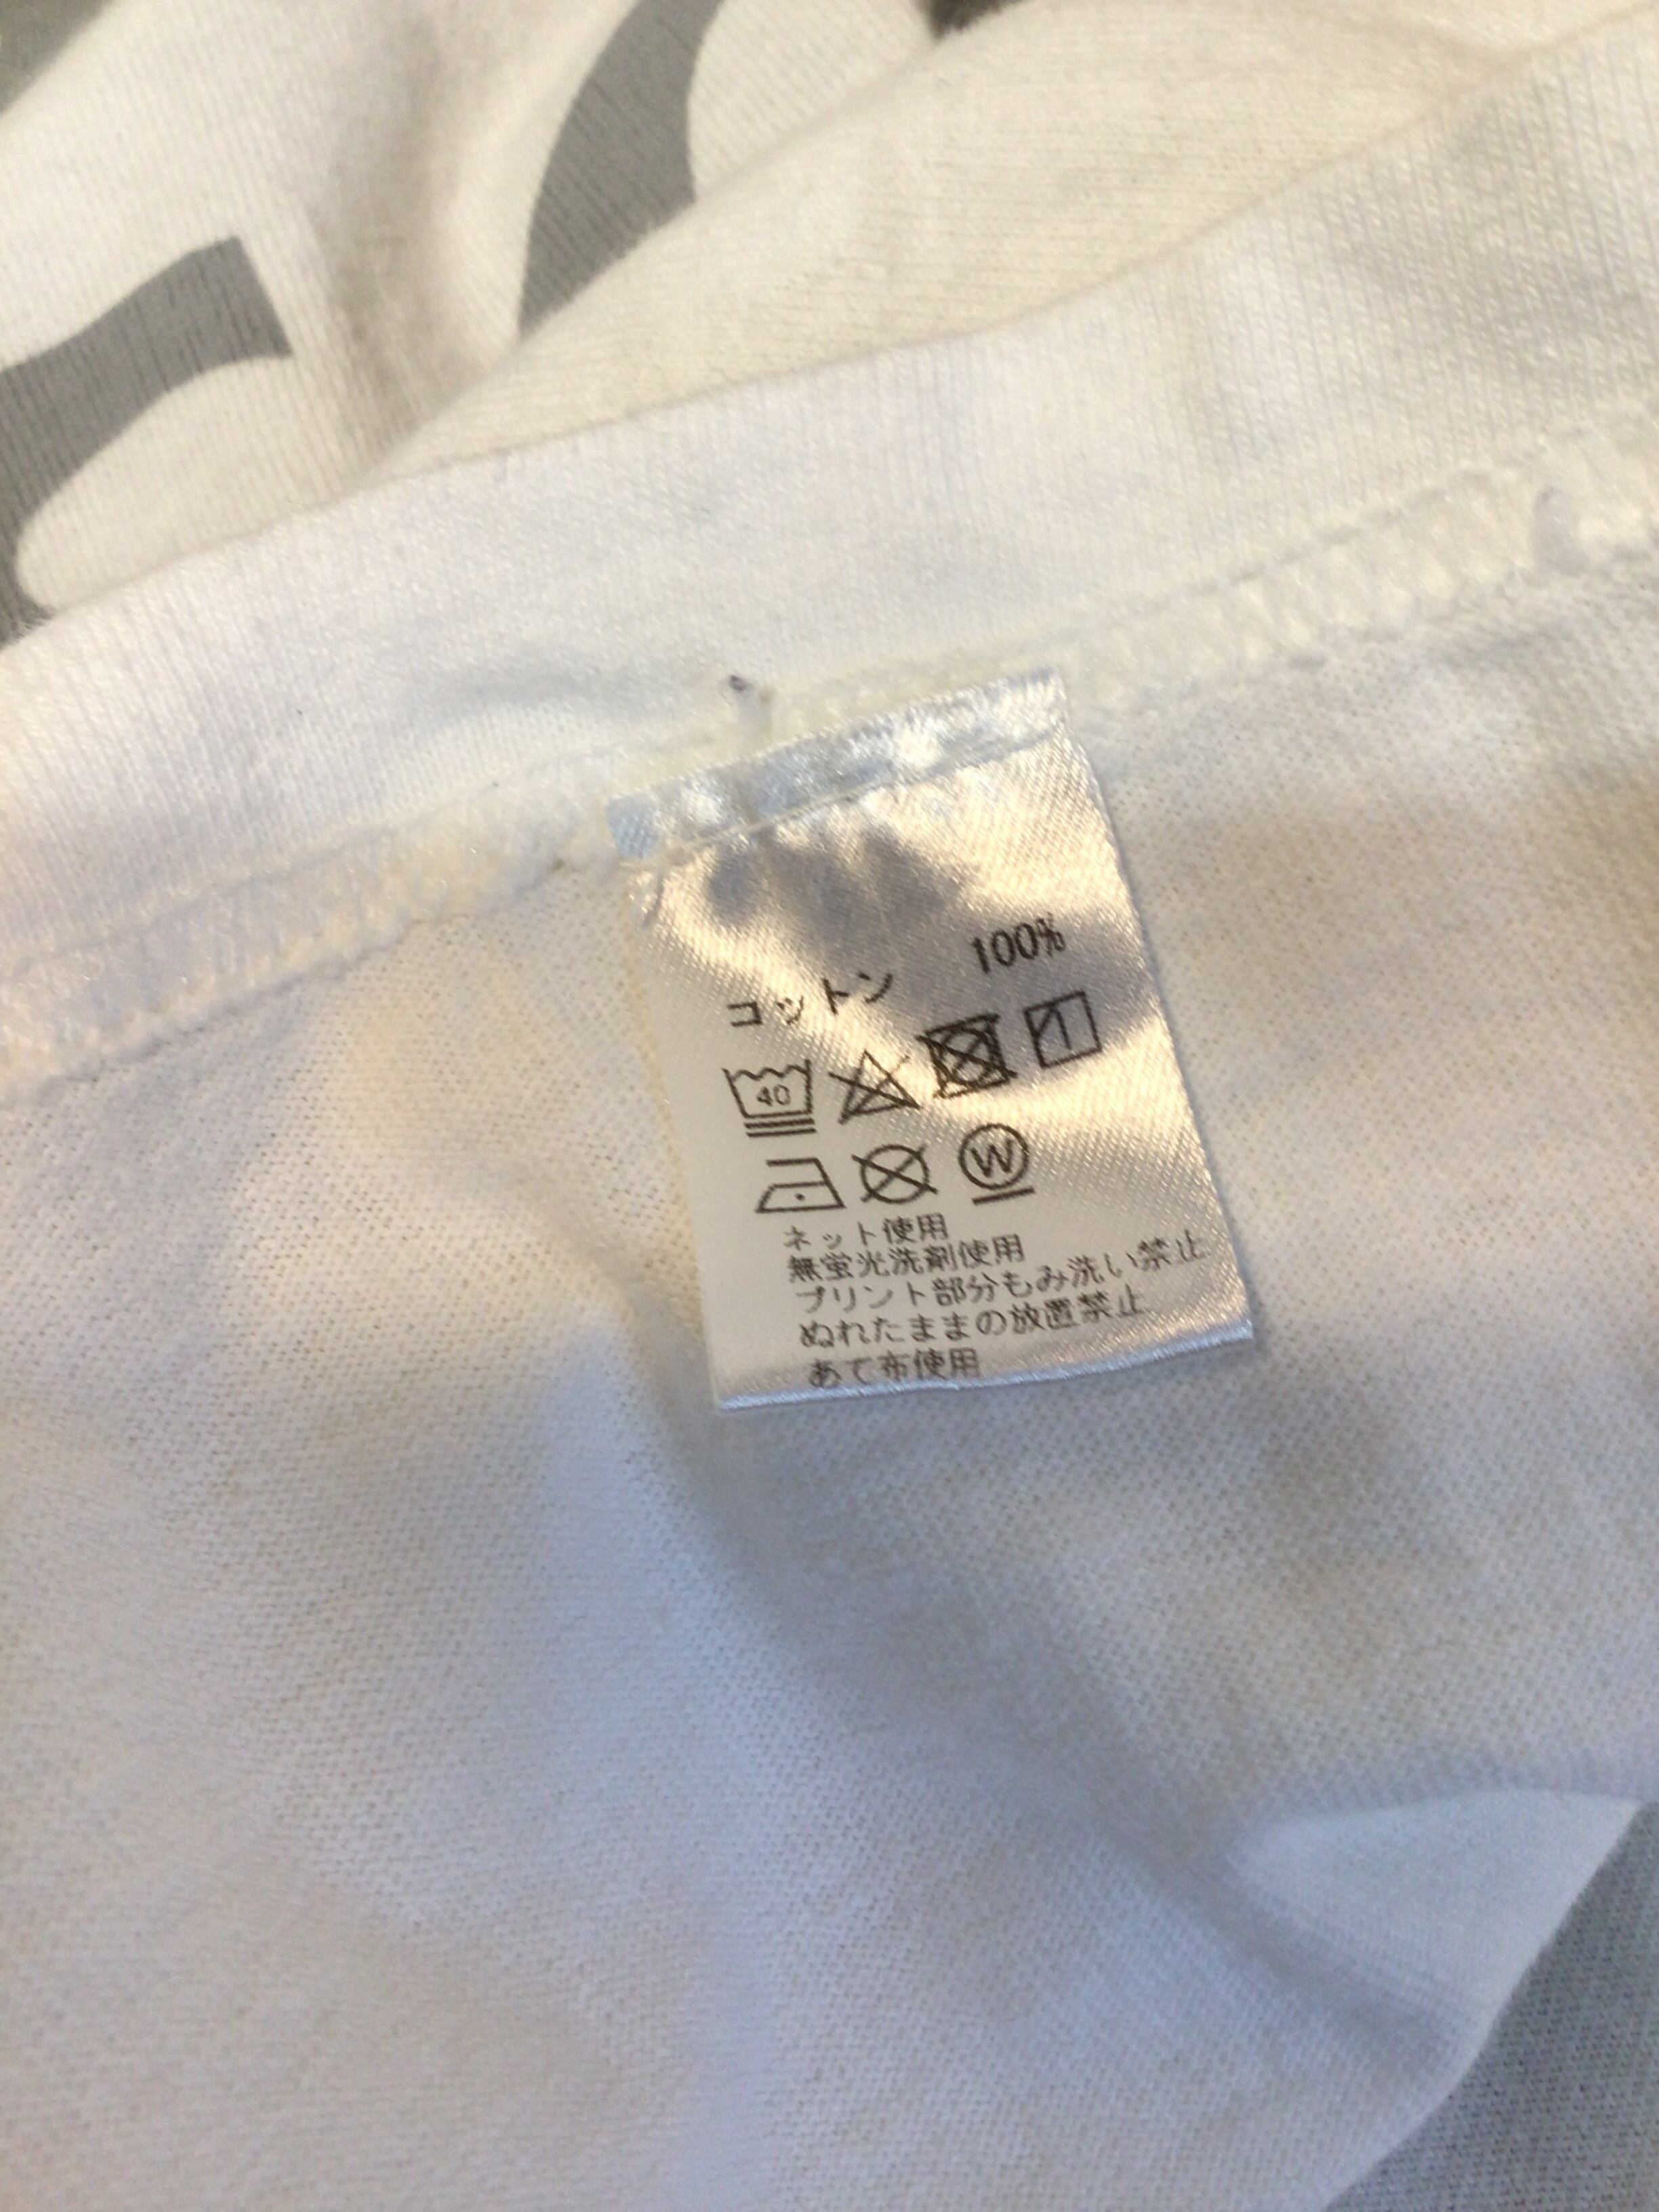 コットン 100%
40
W
ネット使用
無蛍光洗剤使用
プリント部分もみ洗い禁止
ぬれたままの放置禁止
あて布使用